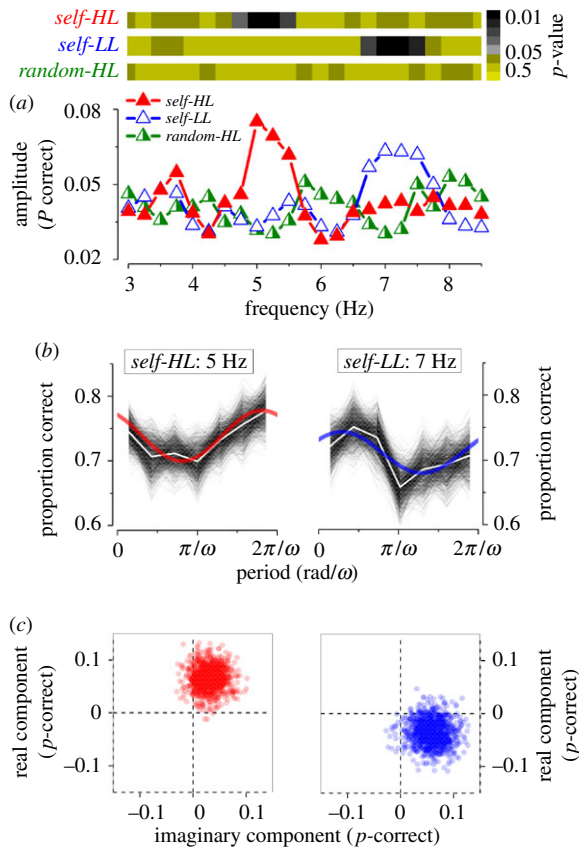 self-HL
self-LL
random-HL
0.01
0.05
0.5
p-value
(a)
0.08
0.05
0.02
amplitude
(P correct)
self-HL
self-LL
random-HL
3 4 5 6 7 8
frequency (Hz)
(b)
self-HL: 5 Hz
self-LL: 7 Hz
0.8
0.7
0.6
proportion correct
0.8
0.7
0.6
proportion correct
0 π/ω 2π/ω
0 π/ω 2π/ω
period (rad/ω)
(c)
0.1
0
–0.1
real component
(p-correct)
0.1
0
–0.1
real component
(p-correct)
–0.1 0 0.1
–0.1 0 0.1
imaginary component (p-correct)